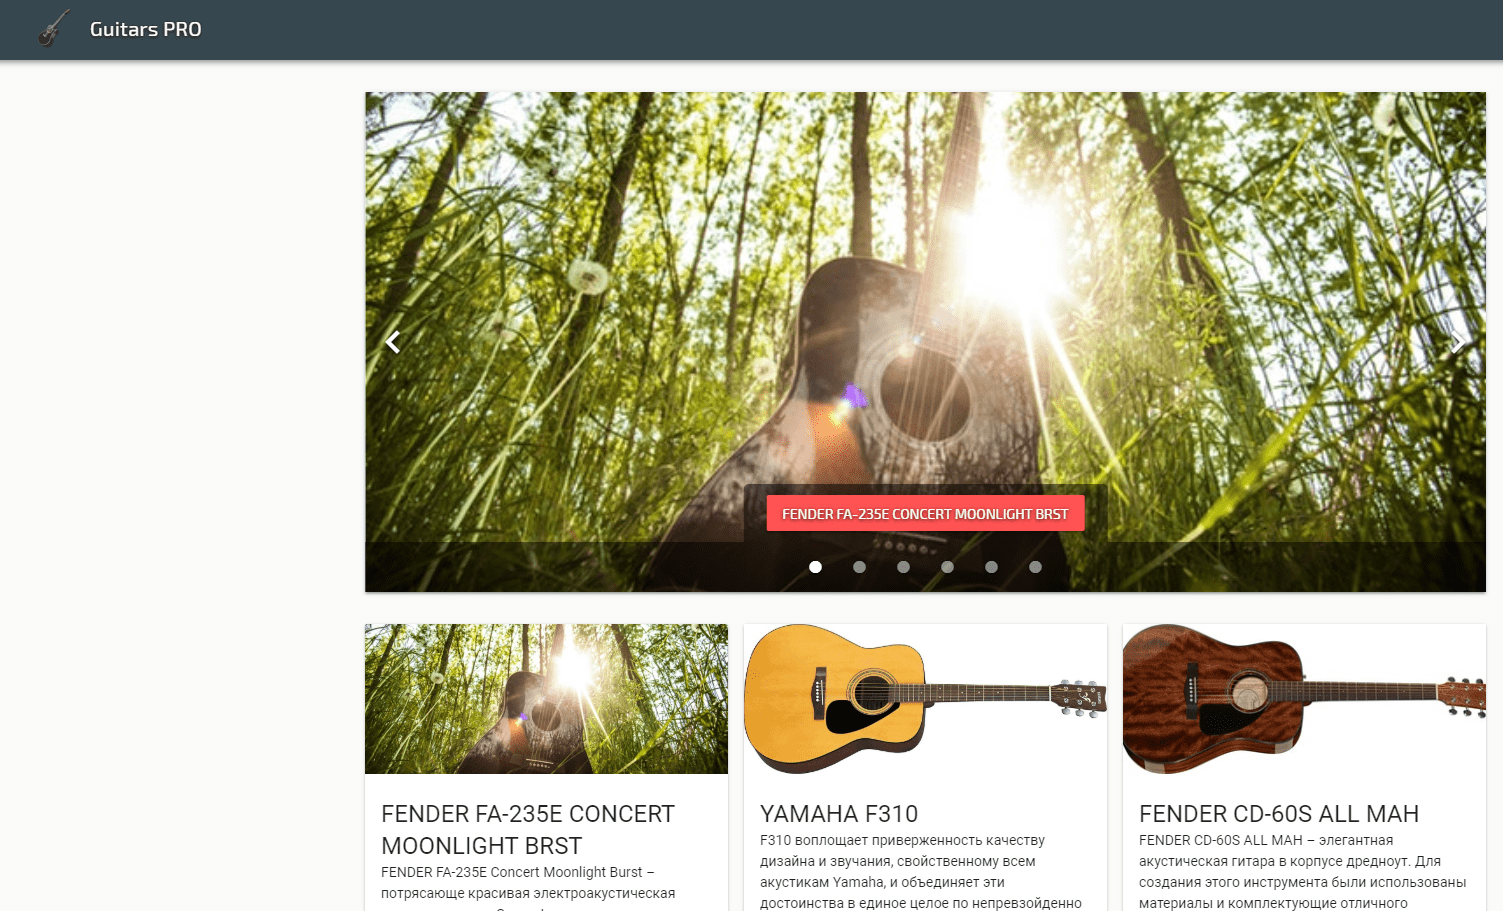 Guitars PRO
FENDER FA-235E CONCERT MOONLIGHT BRST
FENDER FA-235E CONCERT
MOONLIGHT BRST
FENDER FA-235E Concert Moonlight Burst –
потрясающе красивая электроакустическая
YAMAHA F310
F310 воплощает приверженность качеству
дизайна и звучания, свойственному всем
акустикам Yamaha, и объединяет эти
достоинства в единое целое по непревзойденно
FENDER CD-60S ALL MAH
FENDER CD-60S ALL MAH – элегантная
акустическая гитара в корпусе дредноут. Для
создания этого инструмента были использованы
материалы и комплектующие отличного